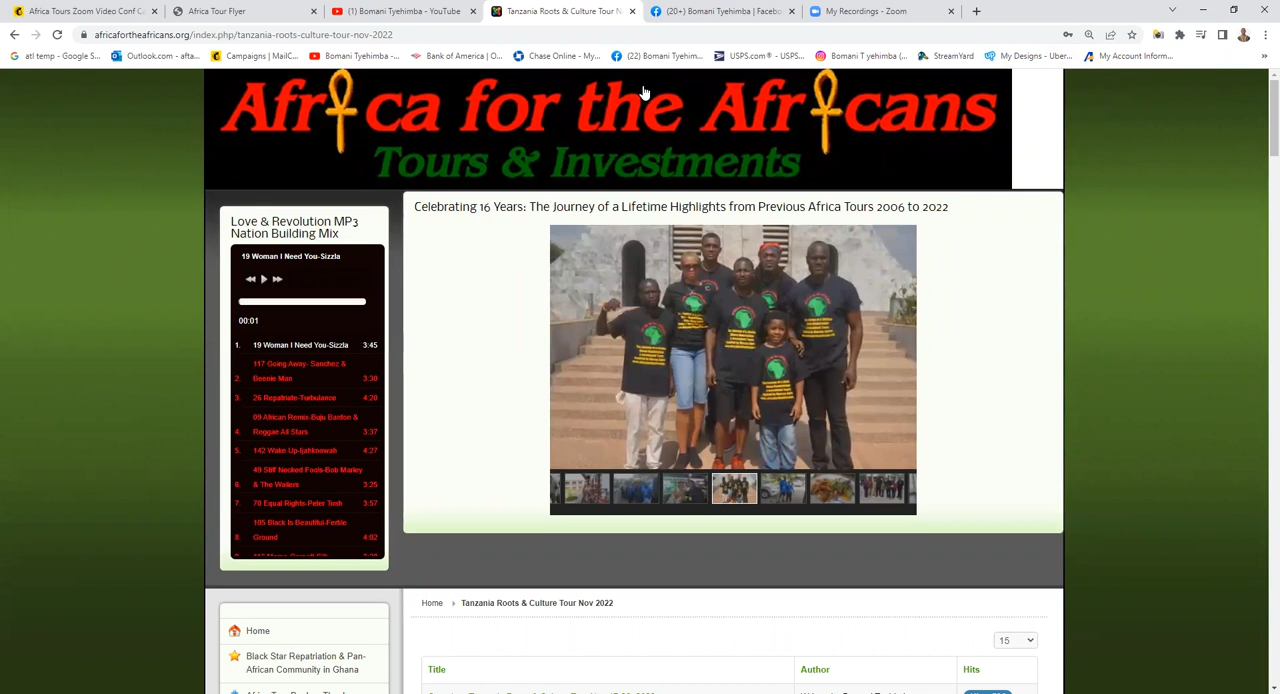 Africa Tours Zoom Video Conf Ca
Africa Tour Flyer
(1) Bomani Tyehimba - YouTube
Tanzania Roots & Culture Tour N
(20+) Bomani Tyehimba | Facebo
My Recordings - Zoom
africafortheafricans.org/index.php/tanzania-roots-culture-tour-nov-2022
atl temp - Google S...
Outlook.com - afta...
Campaigns | MailC...
Bomani Tyehimba -...
Bank of America | O...
Chase Online - My...
(22) Bomani Tyehim...
USPS.com® - USPS...
Bomani T yehimba (...
StreamYard
My Designs - Uber...
My Account Inform...
Africa for the Africans
Tours & Investments
Love & Revolution MP3
Nation Building Mix
19 Woman I Need You-Sizzla
00:01
1. 19 Woman I Need You-Sizzla 3:45
117 Going Away- Sanchez &
2. Beenie Man 3:30
3. 26 Repatriate-Turbulance 4:20
09 African Remix-Buju Banton &
4. Reggae All Stars 3:37
5. 142 Wake Up-Ijahknowah 4:27
49 Stiff Necked Fools-Bob Marley
6. & The Wailers 3:25
7. 70 Equal Rights-Peter Tosh 3:57
105 Black Is Beautiful-Fertile
8. Ground 4:02
Celebrating 16 Years: The Journey of a Lifetime Highlights from Previous Africa Tours 2006 to 2022
Home
Black Star Repatriation & Pan-
African Community in Ghana
Home Tanzania Roots & Culture Tour Nov 2022
15
Title Author Hits